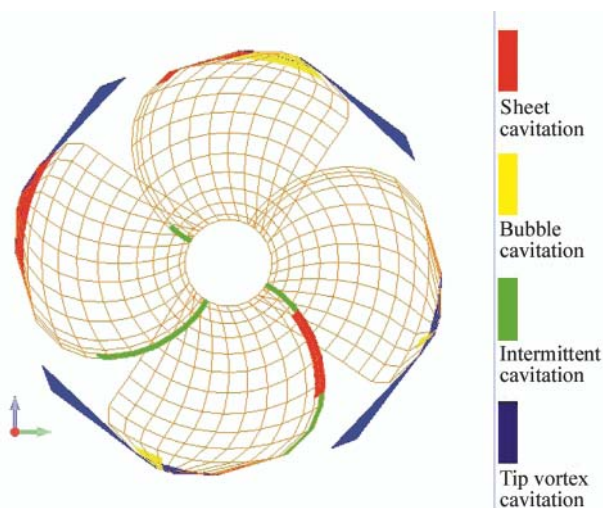 Sheet
cavitation
Bubble
cavitation
Intermittent
cavitation
Tip vortex
cavitation